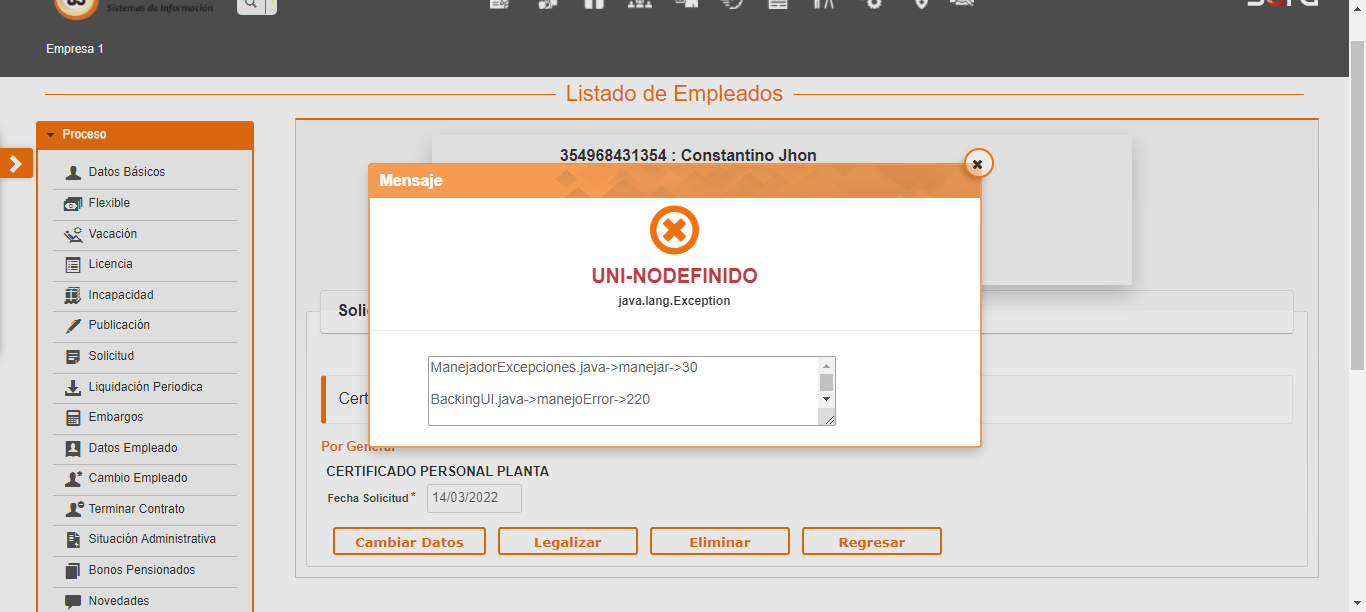 Sistemas de Información
Empresa 1
Listado de Empleados
Proceso
Datos Básicos
Flexible
Vacación
Licencia
Incapacidad
Publicación
Solicitud
Liquidación Periodica
Embargos
Datos Empleado
Cambio Empleado
Terminar Contrato
Situación Administrativa
Bonos Pensionados
Novedades
354968431354 : Constantino Jhon
Mensaje
UNI-NODEFINIDO
java.lang.Exception
ManejadorExcepciones.java->manejar->30
BackingUI.java->manejoError->220
Soli
Cert
Por General
CERTIFICADO PERSONAL PLANTA
Fecha Solicitud* 14/03/2022
Cambiar Datos Legalizar Eliminar Regresar